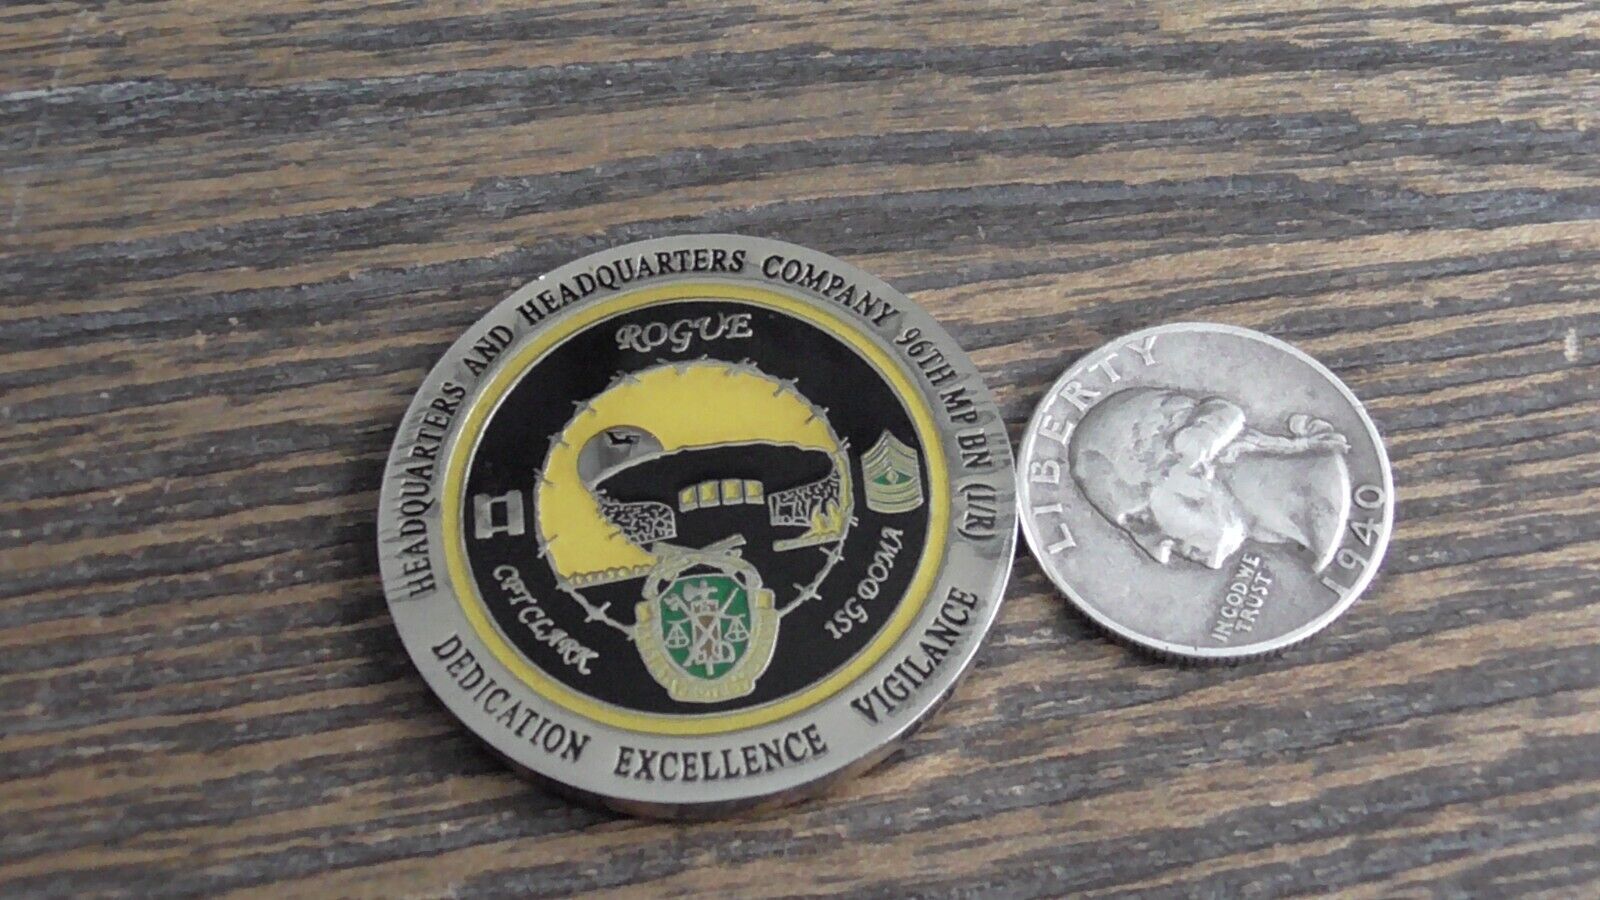 HEADQUARTERS AND HEADQUARTERS COMPANY 96TH MP BN (I/R)
ROGUE
CPT CLARK
1SG DOMA
DEDICATION EXCELLENCE VIGILANCE
LIBERTY
IN GOD WE
TRUST
1940